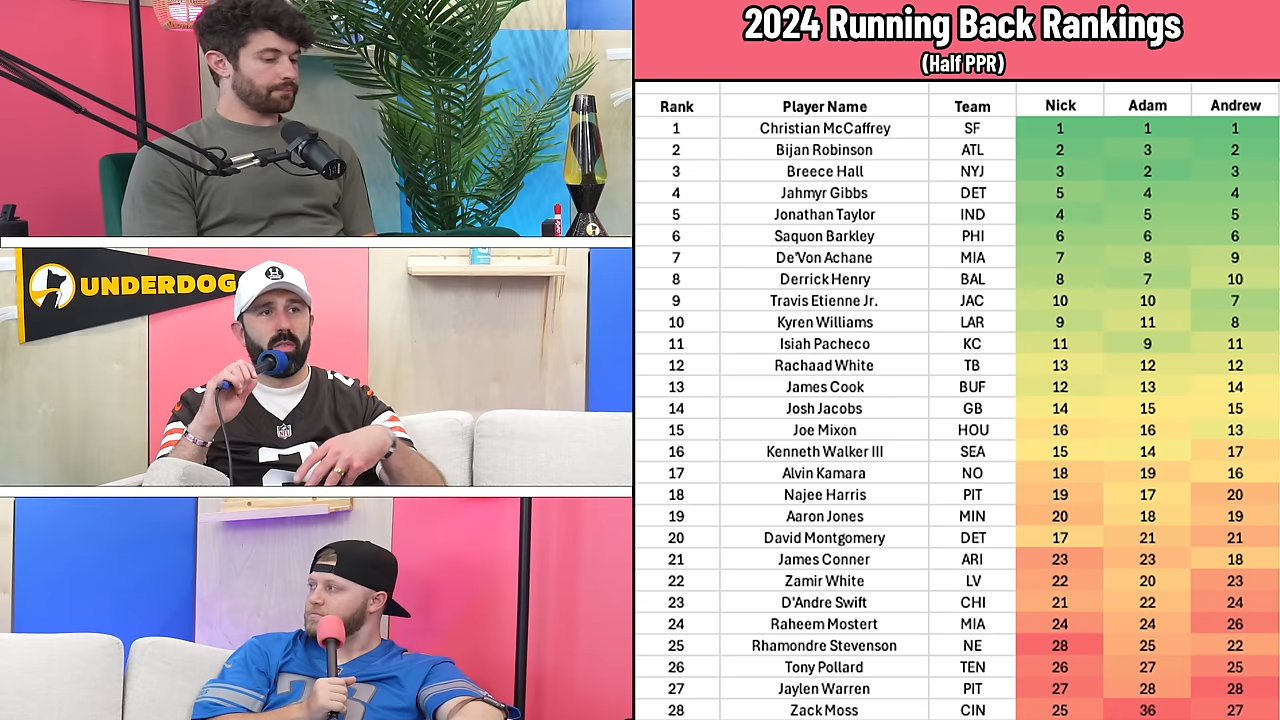 UNDERDOG
2024 Running Back Rankings
(Half PPR)
Rank Player Name Team Nick Adam Andrew
1 Christian McCaffrey SF 1 1 1
2 Bijan Robinson ATL 2 3 2
3 Breece Hall NYJ 3 2 3
4 Jahmyr Gibbs DET 5 4 4
5 Jonathan Taylor IND 4 5 5
6 Saquon Barkley PHI 6 6 6
7 De'Von Achane MIA 7 8 9
8 Derrick Henry BAL 8 7 10
9 Travis Etienne Jr. JAC 10 10 7
10 Kyren Williams LAR 9 11 8
11 Isiah Pacheco KC 11 9 11
12 Rachaad White TB 13 12 12
13 James Cook BUF 12 13 14
14 Josh Jacobs GB 14 15 15
15 Joe Mixon HOU 16 16 13
16 Kenneth Walker III SEA 15 14 17
17 Alvin Kamara NO 18 19 16
18 Najee Harris PIT 19 17 20
19 Aaron Jones MIN 20 18 19
20 David Montgomery DET 17 21 21
21 James Conner ARI 23 23 18
22 Zamir White LV 22 20 23
23 D'Andre Swift CHI 21 22 24
24 Raheem Mostert MIA 24 24 26
25 Rhamondre Stevenson NE 28 25 22
26 Tony Pollard TEN 26 27 25
27 Jaylen Warren PIT 27 28 28
28 Zack Moss CIN 25 36 27